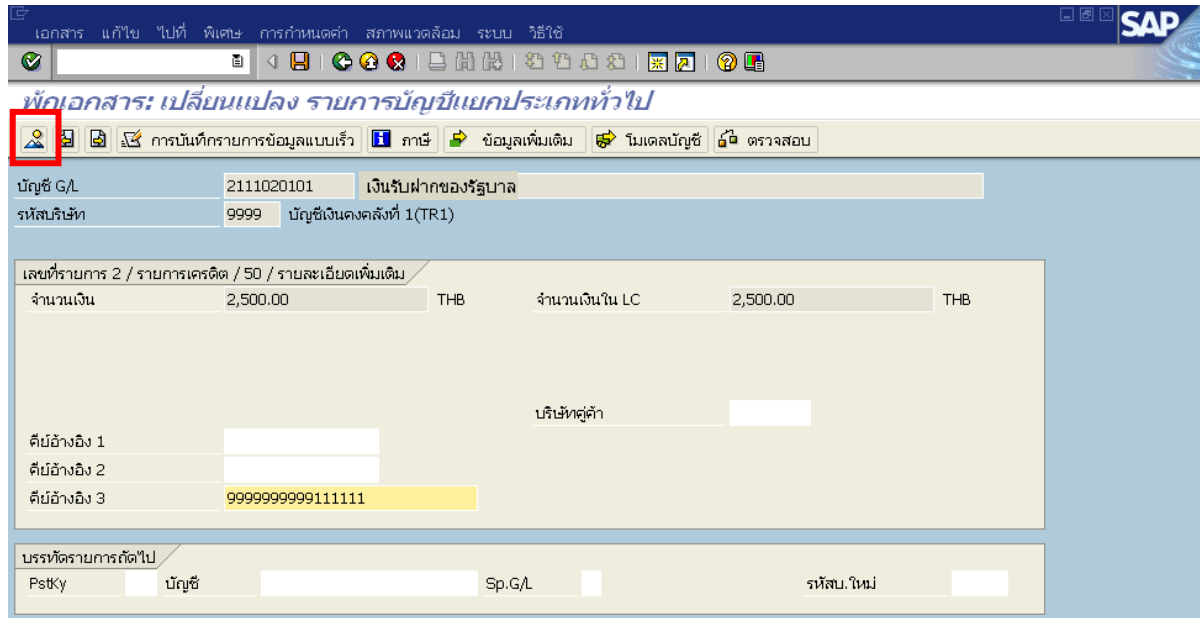 เอกสาร แก้ไข ไปที่ พิเศษ การกำหนดค่า สภาพแวดล้อม ระบบ วิธีใช้
SAP
พักเอกสาร: เปลี่ยนแปลง รายการบัญชีแยกประเภททั่วไป
การบันทึกรายการข้อมูลแบบเร็ว ภาษี ข้อมูลเพิ่มเติม โมเดลบัญชี ตรวจสอบ
บัญชี G/L 2111020101 เงินรับฝากของรัฐบาล
รหัสบริษัท 9999 บัญชีเงินคงคลังที่ 1(TR1)
เลขที่รายการ 2 / รายการเครดิต / 50 / รายละเอียดเพิ่มเติม
จำนวนเงิน 2,500.00 THB จำนวนเงินใน LC 2,500.00 THB
บริษัทคู่ค้า
คีย์อ้างอิง 1
คีย์อ้างอิง 2
คีย์อ้างอิง 3 9999999999111111
บรรทัดรายการถัดไป
PstKy บัญชี Sp.G/L รหัสบ.ใหม่